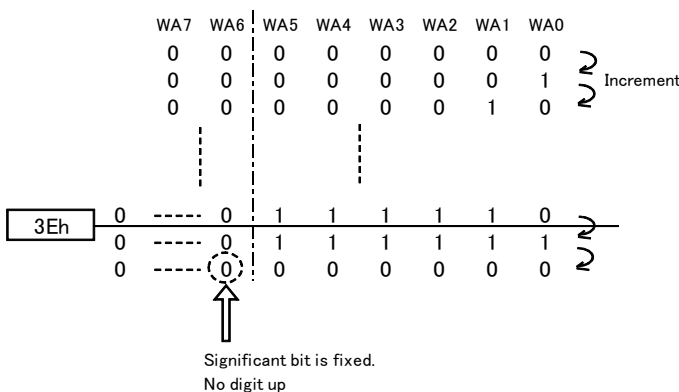 WA7 WA6 WA5 WA4 WA3 WA2 WA1 WA0
0 0 0 0 0 0 0 0
0 0 0 0 0 0 0 1 Increment
0 0 0 0 0 0 1 0
0 ----- 0 1 1 1 1 1 0
3Eh
0 ----- 0 1 1 1 1 1 1
0 ----- 0 0 0 0 0 0 0
Significant bit is fixed.
No digit up